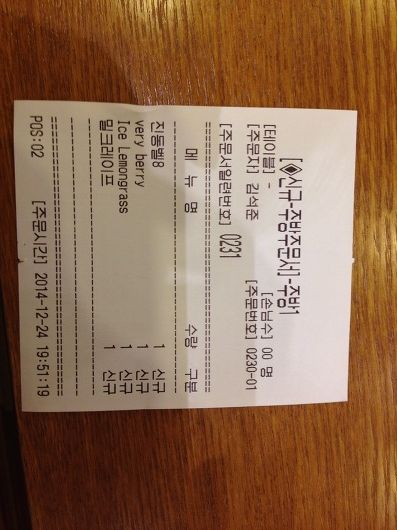 [◈신규-주방주문서]-주방1
[테이블] - [손님수] 00 명
[주문자] 김석준 [주문번호] 0230-01
[주문서일련번호] 0231
메 뉴 명 수량 구분
진동벨8 1 신규
very berry 1 신규
Ice Lemongrass 1 신규
밀크레이프 1 신규
POS:02 [주문시간] 2014-12-24 19:51:19